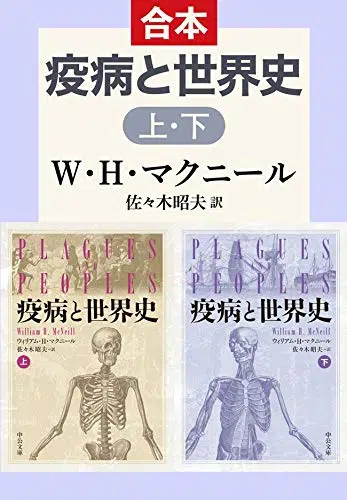 合本
疫病と世界史
上・下
W・H・マクニール
佐々木昭夫 訳
PLAGUES
PEOPLES
疫病と世界史
William H. McNeill
ウィリアム・H・マクニール
佐々木昭夫=訳
上
中公文庫
PLAGUES
PEOPLES
疫病と世界史
William H. McNeill
ウィリアム・H・マクニール
佐々木昭夫=訳
下
中公文庫